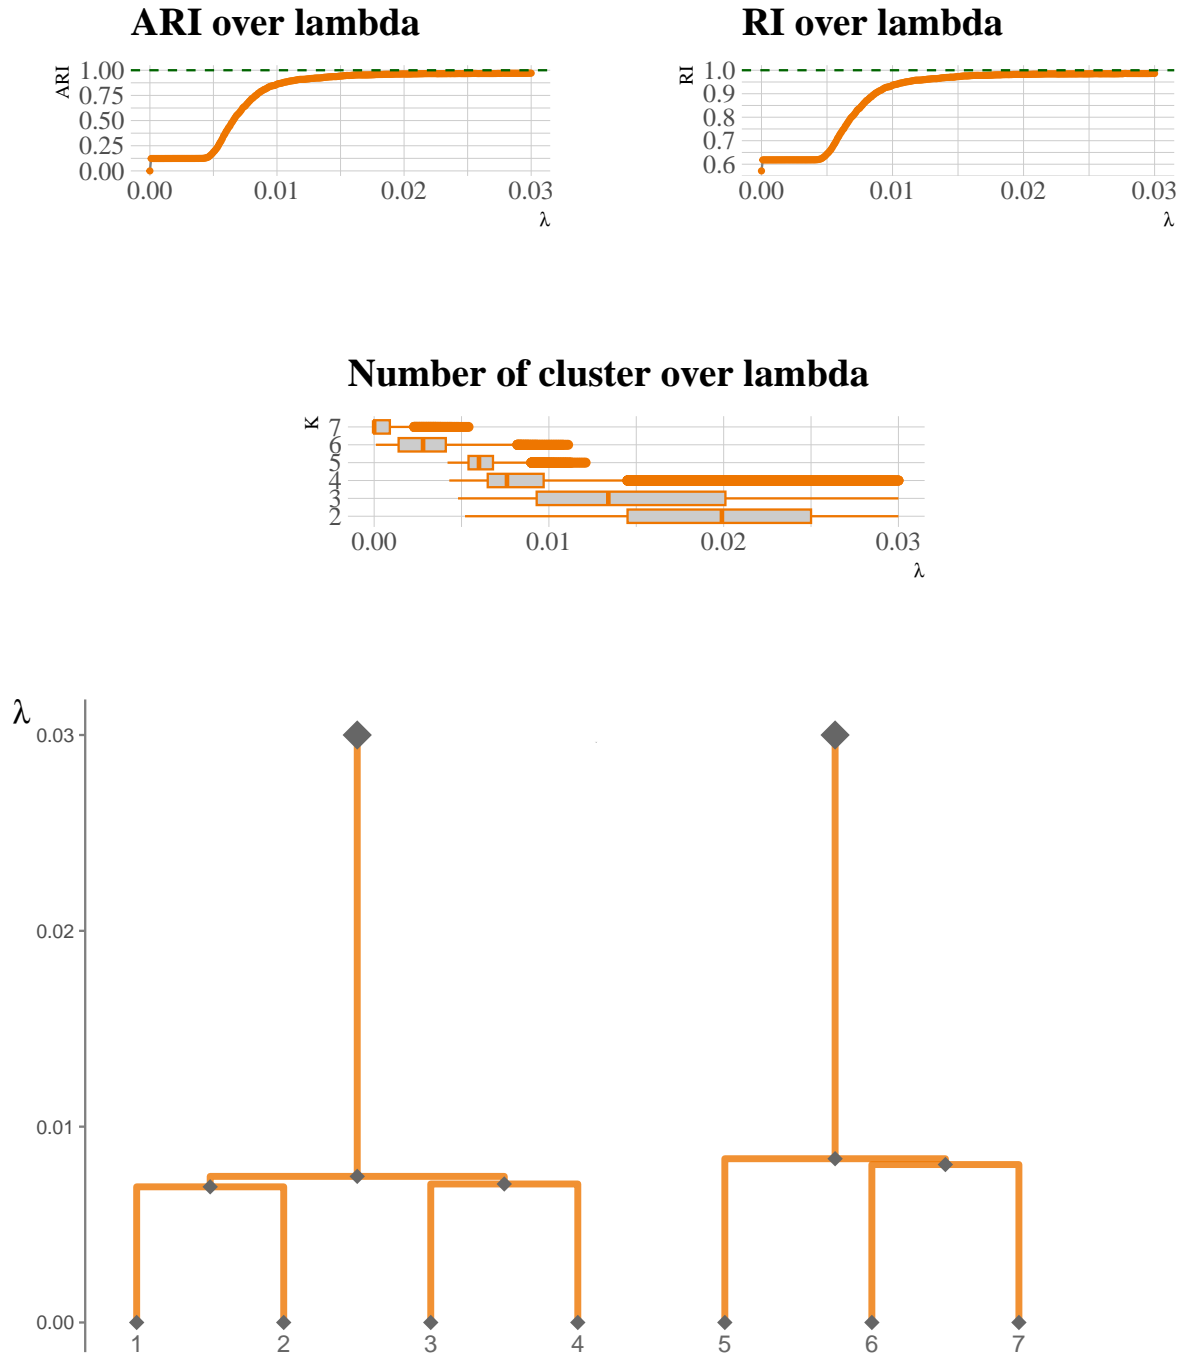 ARI over lambda
ARI
1.00
0.75
0.50
0.25
0.00
0.00 0.01 0.02 0.03
λ
RI over lambda
RI
1.0
0.9
0.8
0.7
0.6
0.00 0.01 0.02 0.03
λ
Number of cluster over lambda
K
7
6
5
4
3
2
0.00 0.01 0.02 0.03
λ
λ
0.03
0.02
0.01
0.00
1 2 3 4 5 6 7